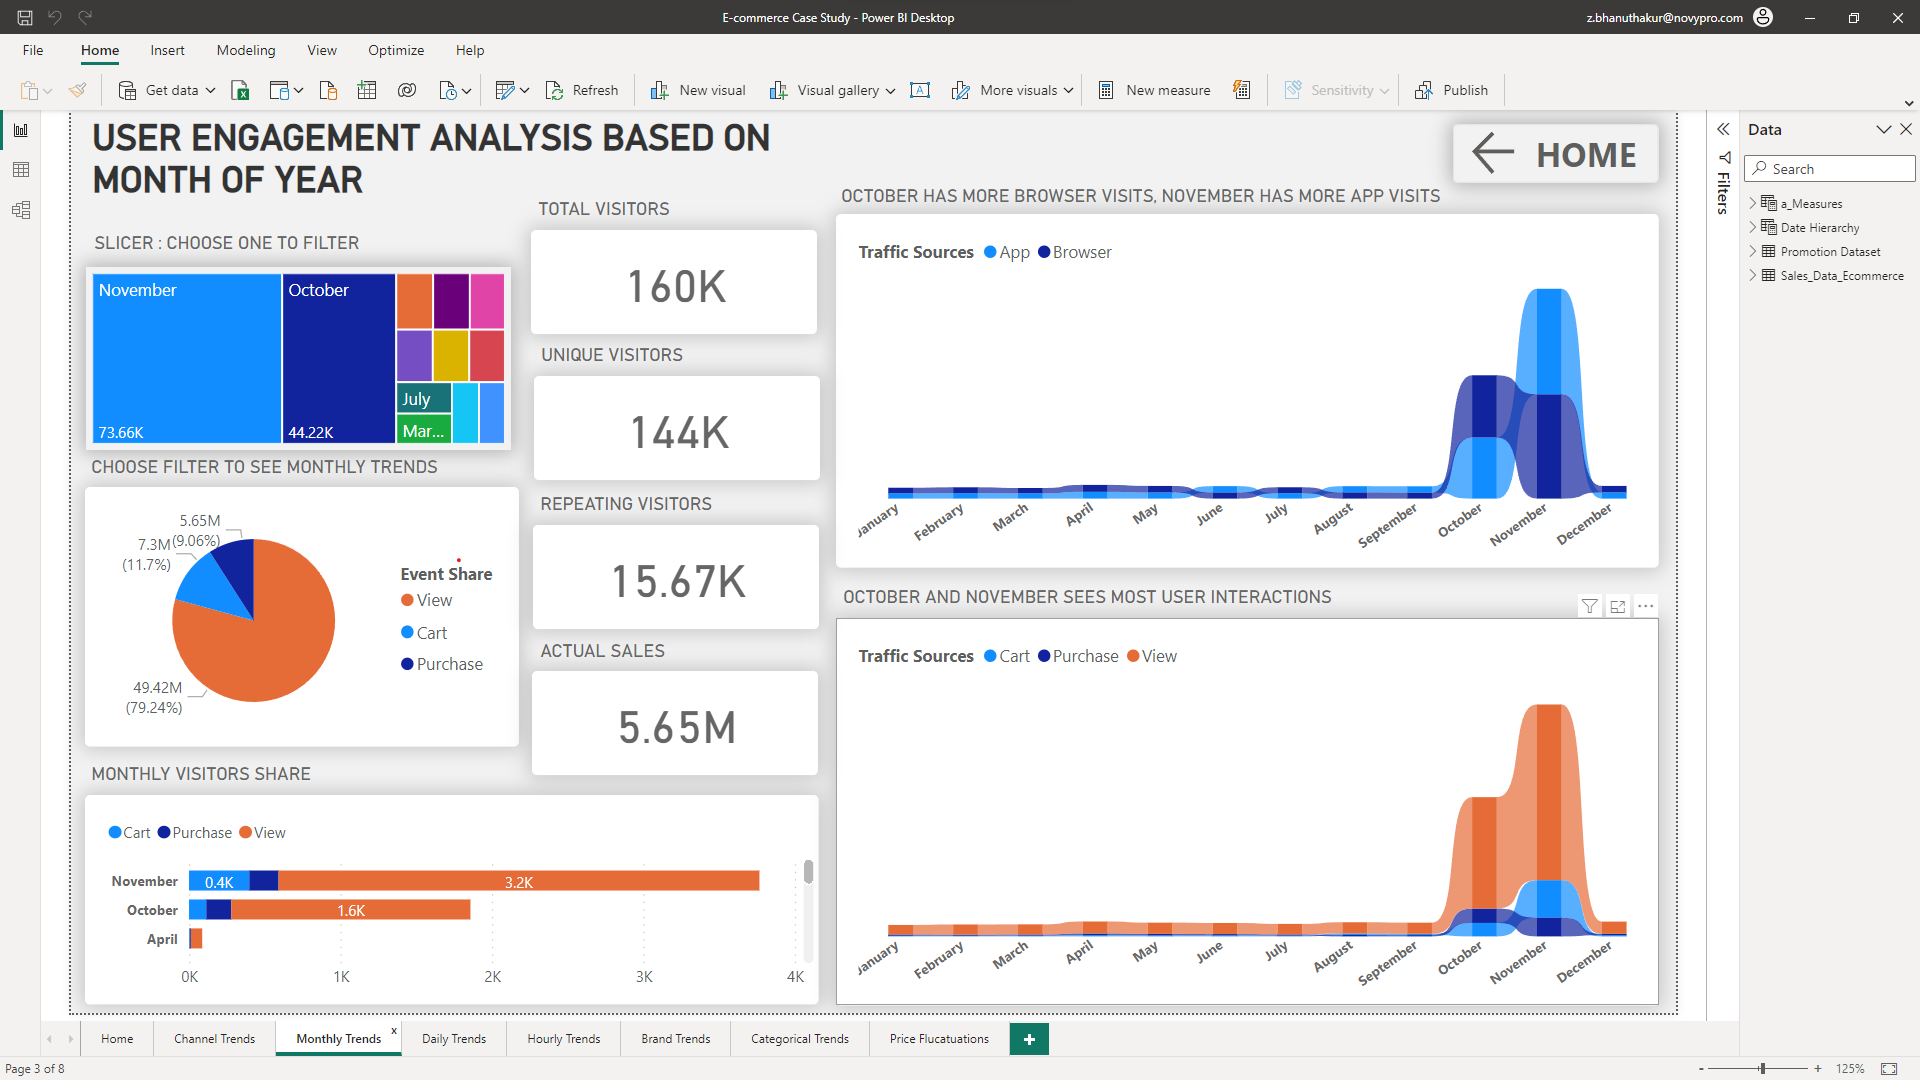 E-commerce Case Study - Power BI Desktop
z.bhanuthakur@novypro.com
File Home Insert Modeling View Optimize Help
Get data Refresh New visual Visual gallery More visuals New measure Sensitivity Publish
USER ENGAGEMENT ANALYSIS BASED ON
MONTH OF YEAR
HOME
SLICER : CHOOSE ONE TO FILTER
November
73.66K
October
44.22K
July
Mar...
CHOOSE FILTER TO SEE MONTHLY TRENDS
5.65M
(9.06%)
7.3M
(11.7%)
49.42M
(79.24%)
Event Share
View
Cart
Purchase
MONTHLY VISITORS SHARE
Cart Purchase View
November 0.4K 3.2K
October 1.6K
April
0K 1K 2K 3K 4K
TOTAL VISITORS
160K
UNIQUE VISITORS
144K
REPEATING VISITORS
15.67K
ACTUAL SALES
5.65M
OCTOBER HAS MORE BROWSER VISITS, NOVEMBER HAS MORE APP VISITS
Traffic Sources App Browser
January February March April May June July August September October November December
OCTOBER AND NOVEMBER SEES MOST USER INTERACTIONS
Traffic Sources Cart Purchase View
January February March April May June July August September October November December
Filters
Data
Search
a_Measures
Date Hierarchy
Promotion Dataset
Sales_Data_Ecommerce
Home Channel Trends Monthly Trends x Daily Trends Hourly Trends Brand Trends Categorical Trends Price Flucatuations +
Page 3 of 8
- + 125%